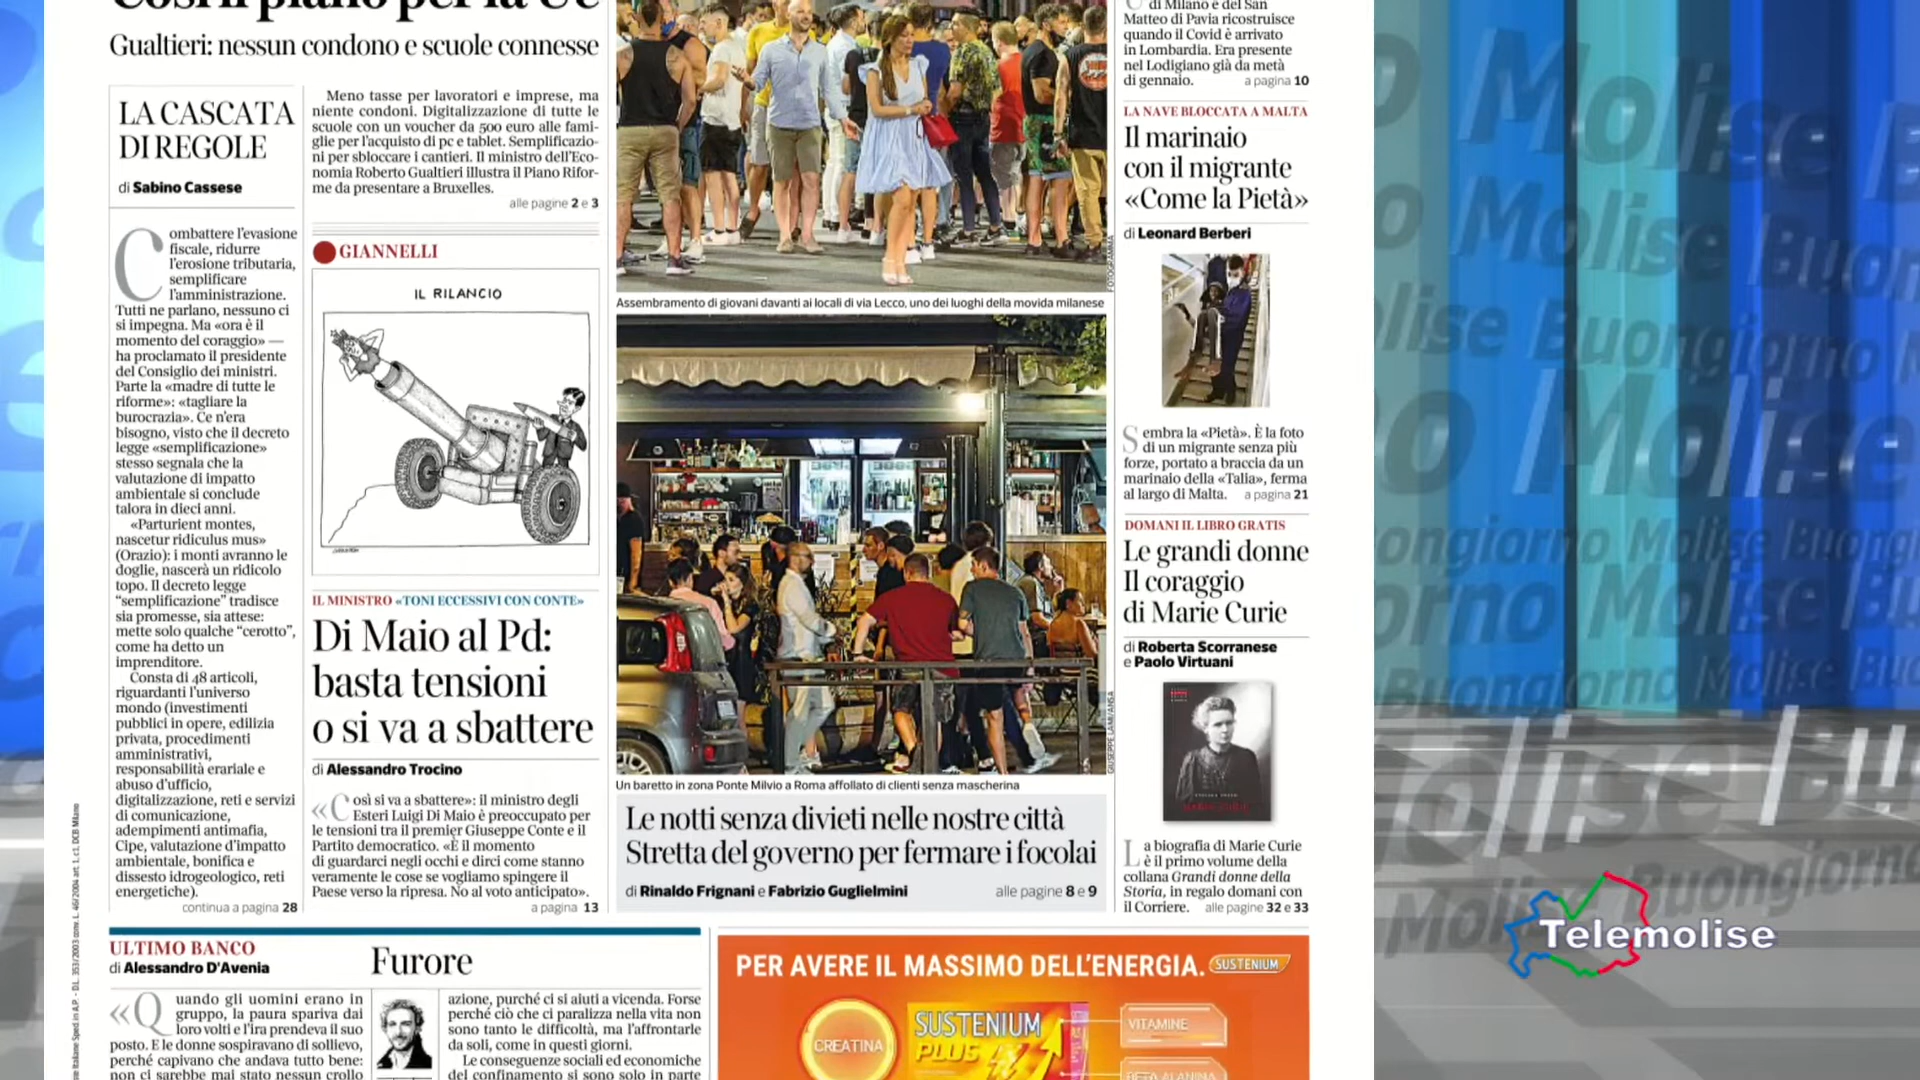 Gualtieri: nessun condono e scuole connesse
LA CASCATA
DI REGOLE
di Sabino Cassese
Combattere l'evasione
fiscale, ridurre
l'erosione tributaria,
semplificare
l'amministrazione.
Tutti ne parlano, nessuno ci
si impegna. Ma «ora è il
momento del coraggio» —
ha proclamato il presidente
del Consiglio dei ministri.
Parte la «madre di tutte le
riforme»: «tagliare la
burocrazia». Ce n'era
bisogno, visto che il decreto
legge «semplificazione»
stesso segnala che la
valutazione di impatto
ambientale si conclude
talora in dieci anni.
«Parturient montes,
nascetur ridiculus mus»
(Orazio): i monti avranno le
doglie, nascerà un ridicolo
topo. Il decreto legge
“semplificazione” tradisce
sia promesse, sia attese:
mette solo qualche “cerotto”,
come ha detto un
imprenditore.
Consta di 48 articoli,
riguardanti l'universo
mondo (investimenti
pubblici in opere, edilizia
privata, procedimenti
amministrativi,
responsabilità erariale e
abuso d'ufficio,
digitalizzazione, reti e servizi
di comunicazione,
adempimenti antimafia,
Cipe, valutazione d'impatto
ambientale, bonifica e
dissesto idrogeologico, reti
energetiche).
continua a pagina 28
Meno tasse per lavoratori e imprese, ma
niente condoni. Digitalizzazione di tutte le
scuole con un voucher da 500 euro alle fami-
glie per l'acquisto di pc e tablet. Semplificazio-
ni per sbloccare i cantieri. Il ministro dell'Eco-
nomia Roberto Gualtieri illustra il Piano Rifor-
me da presentare a Bruxelles.
alle pagine 2 e 3
GIANNELLI
IL RILANCIO
IL MINISTRO «TONI ECCESSIVI CON CONTE»
Di Maio al Pd:
basta tensioni
o si va a sbattere
di Alessandro Trocino
«Così si va a sbattere»: il ministro degli
Esteri Luigi Di Maio è preoccupato per
le tensioni tra il premier Giuseppe Conte e il
Partito democratico. «È il momento
di guardarci negli occhi e dirci come stanno
veramente le cose se vogliamo spingere il
Paese verso la ripresa. No al voto anticipato».
a pagina 13
FOTOGRAMMA
Assembramento di giovani davanti ai locali di via Lecco, uno dei luoghi della movida milanese
GIUSEPPE LAMI/ANSA
Un baretto in zona Ponte Milvio a Roma affollato di clienti senza mascherina
Le notti senza divieti nelle nostre città
Stretta del governo per fermare i focolai
di Rinaldo Frignani e Fabrizio Guglielmini
alle pagine 8 e 9
di Milano e del San
Matteo di Pavia ricostruisce
quando il Covid è arrivato
in Lombardia. Era presente
nel Lodigiano già da metà
di gennaio. a pagina 10
LA NAVE BLOCCATA A MALTA
Il marinaio
con il migrante
«Come la Pietà»
di Leonard Berberi
Sembra la «Pietà». È la foto
di un migrante senza più
forze, portato a braccia da un
marinaio della «Talia», ferma
al largo di Malta. a pagina 21
DOMANI IL LIBRO GRATIS
Le grandi donne
Il coraggio
di Marie Curie
di Roberta Scorranese
e Paolo Virtuani
La biografia di Marie Curie
è il primo volume della
collana Grandi donne della
Storia, in regalo domani con
il Corriere. alle pagine 32 e 33
ULTIMO BANCO
di Alessandro D'Avenia
Furore
«Quando gli uomini erano in
gruppo, la paura spariva dai
loro volti e l'ira prendeva il suo
posto. E le donne sospiravano di sollievo,
perché capivano che andava tutto bene:
non ci sarebbe mai stato nessun crollo
azione, purché ci si aiuti a vicenda. Forse
perché ciò che ci paralizza nella vita non
sono tanto le difficoltà, ma l'affrontarle
da soli, come in questi giorni.
Le conseguenze sociali ed economiche
del confinamento si sono solo in parte
PER AVERE IL MASSIMO DELL'ENERGIA. SUSTENIUM
CREATINA
SUSTENIUM
PLUS
VITAMINE
BETA ALANINA
Buongiorno Molise
Telemolise